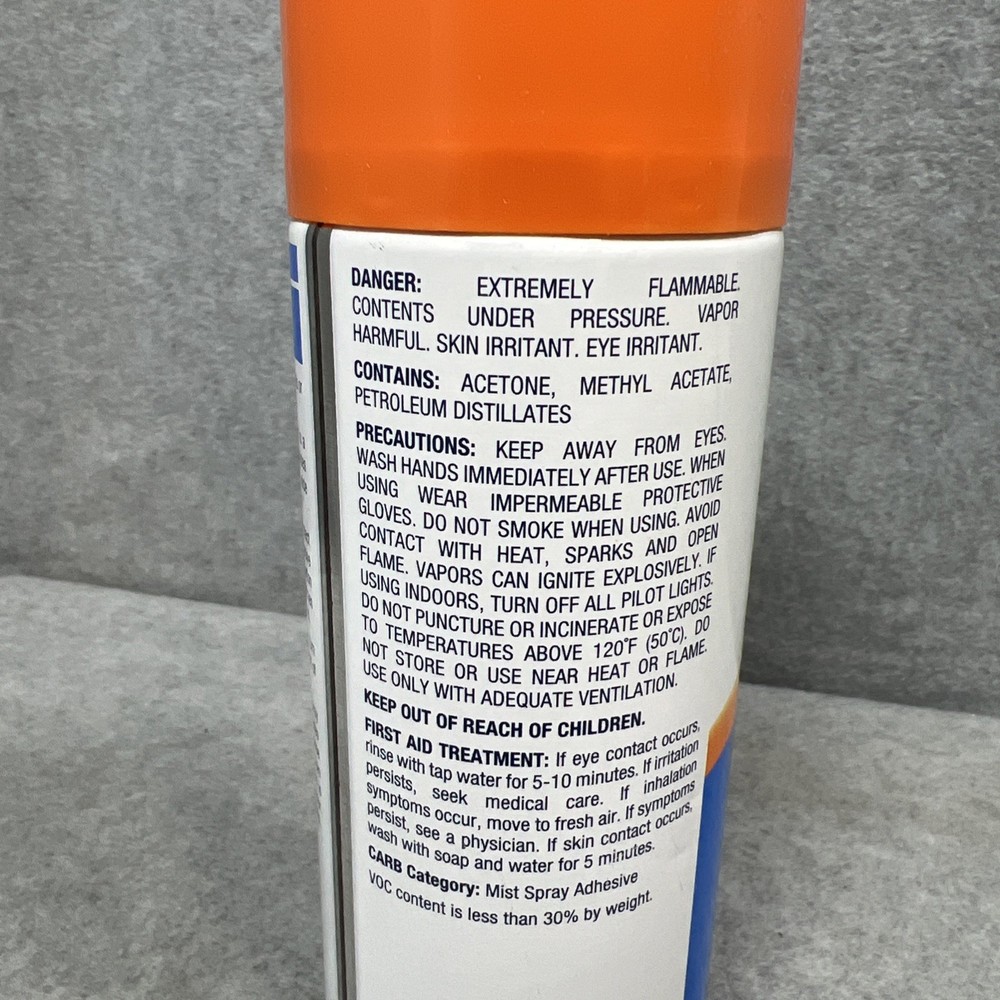 DANGER: EXTREMELY FLAMMABLE.
CONTENTS UNDER PRESSURE. VAPOR
HARMFUL. SKIN IRRITANT. EYE IRRITANT.
CONTAINS: ACETONE, METHYL ACETATE,
PETROLEUM DISTILLATES
PRECAUTIONS: KEEP AWAY FROM EYES.
WASH HANDS IMMEDIATELY AFTER USE. WHEN
USING WEAR IMPERMEABLE PROTECTIVE
GLOVES. DO NOT SMOKE WHEN USING. AVOID
CONTACT WITH HEAT, SPARKS AND OPEN
FLAME. VAPORS CAN IGNITE EXPLOSIVELY. IF
USING INDOORS, TURN OFF ALL PILOT LIGHTS.
DO NOT PUNCTURE OR INCINERATE OR EXPOSE
TO TEMPERATURES ABOVE 120°F (50°C). DO
NOT STORE OR USE NEAR HEAT OR FLAME.
USE ONLY WITH ADEQUATE VENTILATION.
KEEP OUT OF REACH OF CHILDREN.
FIRST AID TREATMENT: If eye contact occurs,
rinse with tap water for 5-10 minutes. If irritation
persists, seek medical care. If inhalation
symptoms occur, move to fresh air. If symptoms
persist, see a physician. If skin contact occurs,
wash with soap and water for 5 minutes.
CARB Category: Mist Spray Adhesive
VOC content is less than 30% by weight.